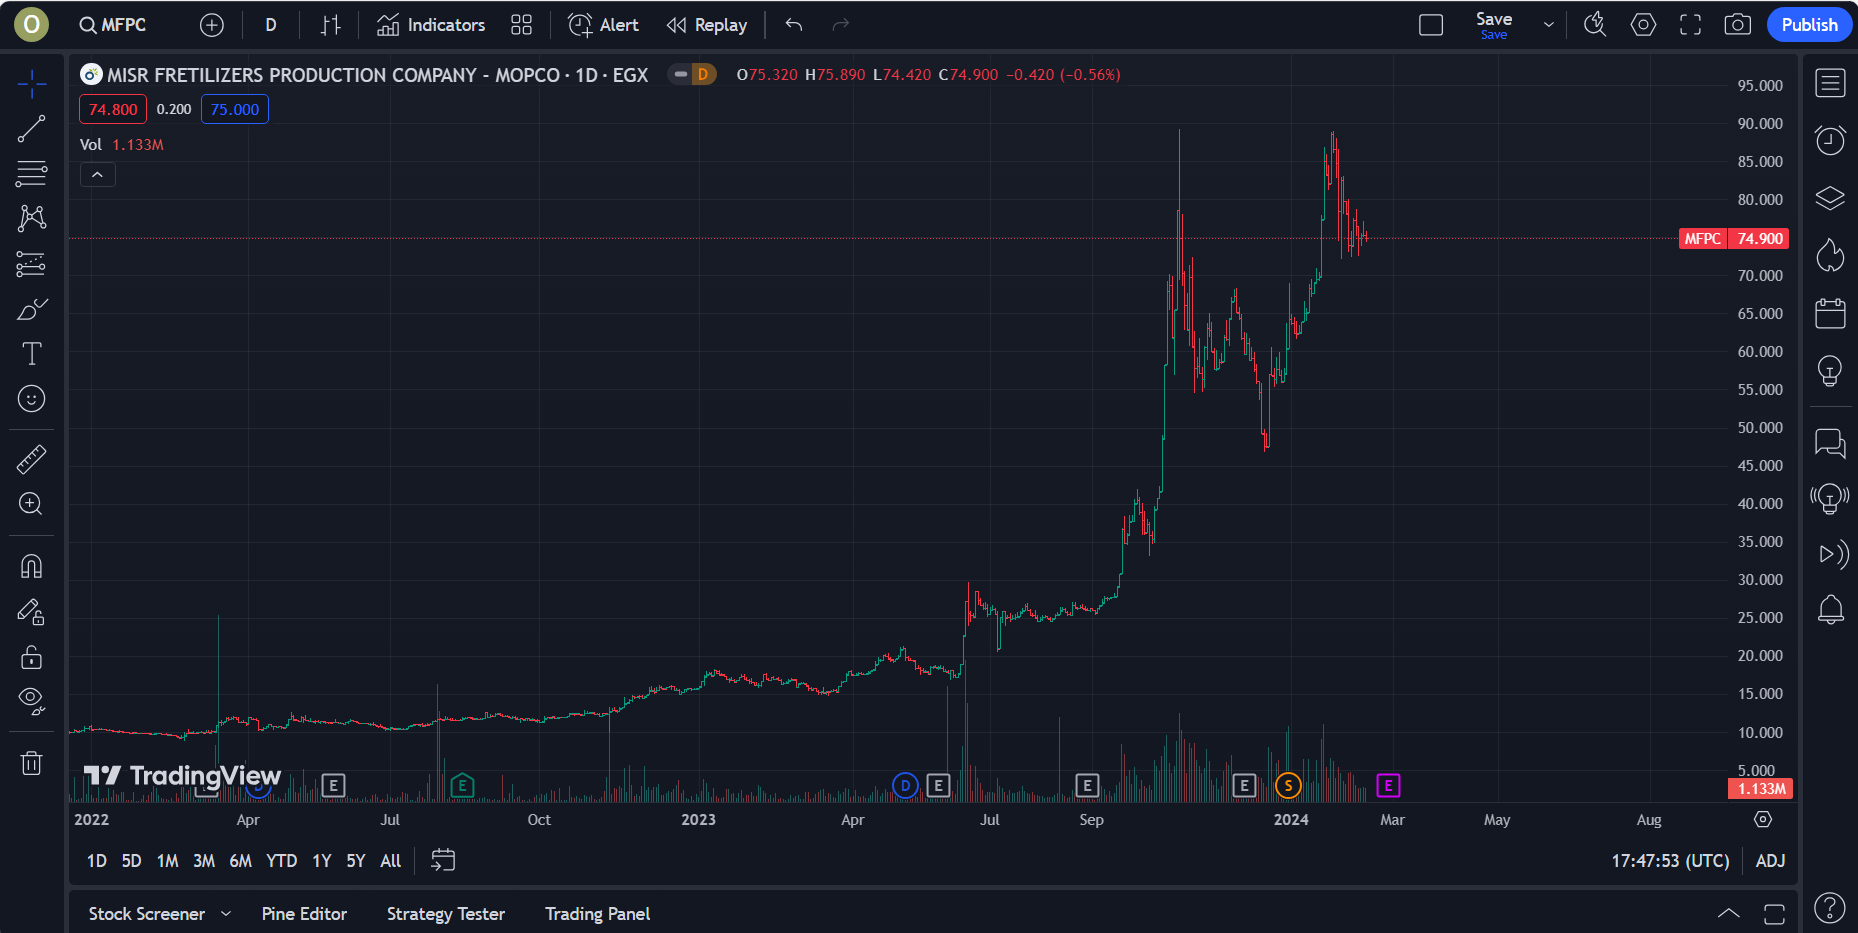 O MFPC D Indicators Alert Replay Save Publish
Save
MISR FRETILIZERS PRODUCTION COMPANY - MOPCO · 1D · EGX D O75.320 H75.890 L74.420 C74.900 −0.420 (−0.56%)
74.800 0.200 75.000
Vol 1.133M
95.000
90.000
85.000
80.000
MFPC 74.900
70.000
65.000
60.000
55.000
50.000
45.000
40.000
35.000
30.000
25.000
20.000
15.000
10.000
5.000
TradingView
D E E D E E E S E
1.133M
2022 Apr Jul Oct 2023 Apr Jul Sep 2024 Mar May Aug
1D 5D 1M 3M 6M YTD 1Y 5Y All 17:47:53 (UTC) ADJ
Stock Screener Pine Editor Strategy Tester Trading Panel